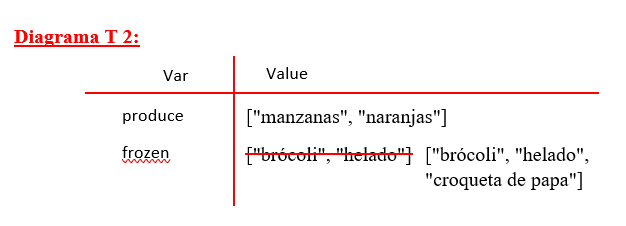 Diagrama T 2:
Var Value
produce ["manzanas", "naranjas"]
frozen ["brócoli", "helado"] ["brócoli", "helado",
"croqueta de papa"]